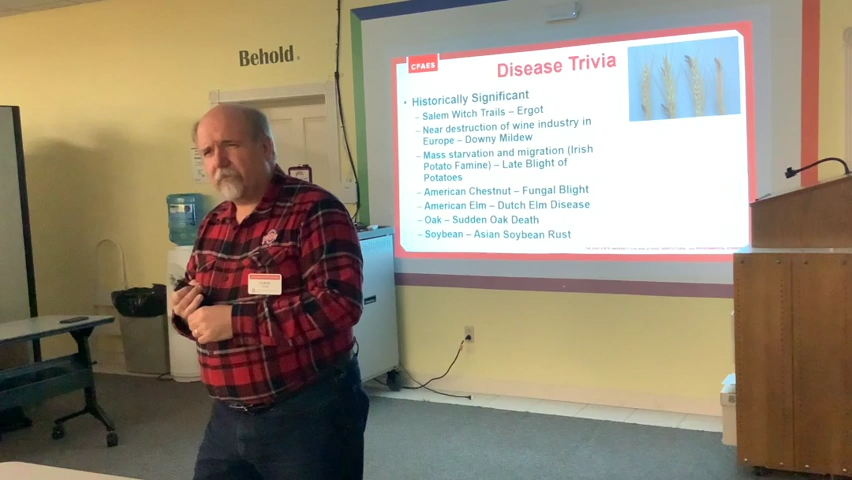 Behold.
CFAES
Disease Trivia
• Historically Significant
– Salem Witch Trails – Ergot
– Near destruction of wine industry in
Europe – Downy Mildew
– Mass starvation and migration (Irish
Potato Famine) – Late Blight of
Potatoes
– American Chestnut – Fungal Blight
– American Elm – Dutch Elm Disease
– Oak – Sudden Oak Death
– Soybean – Asian Soybean Rust